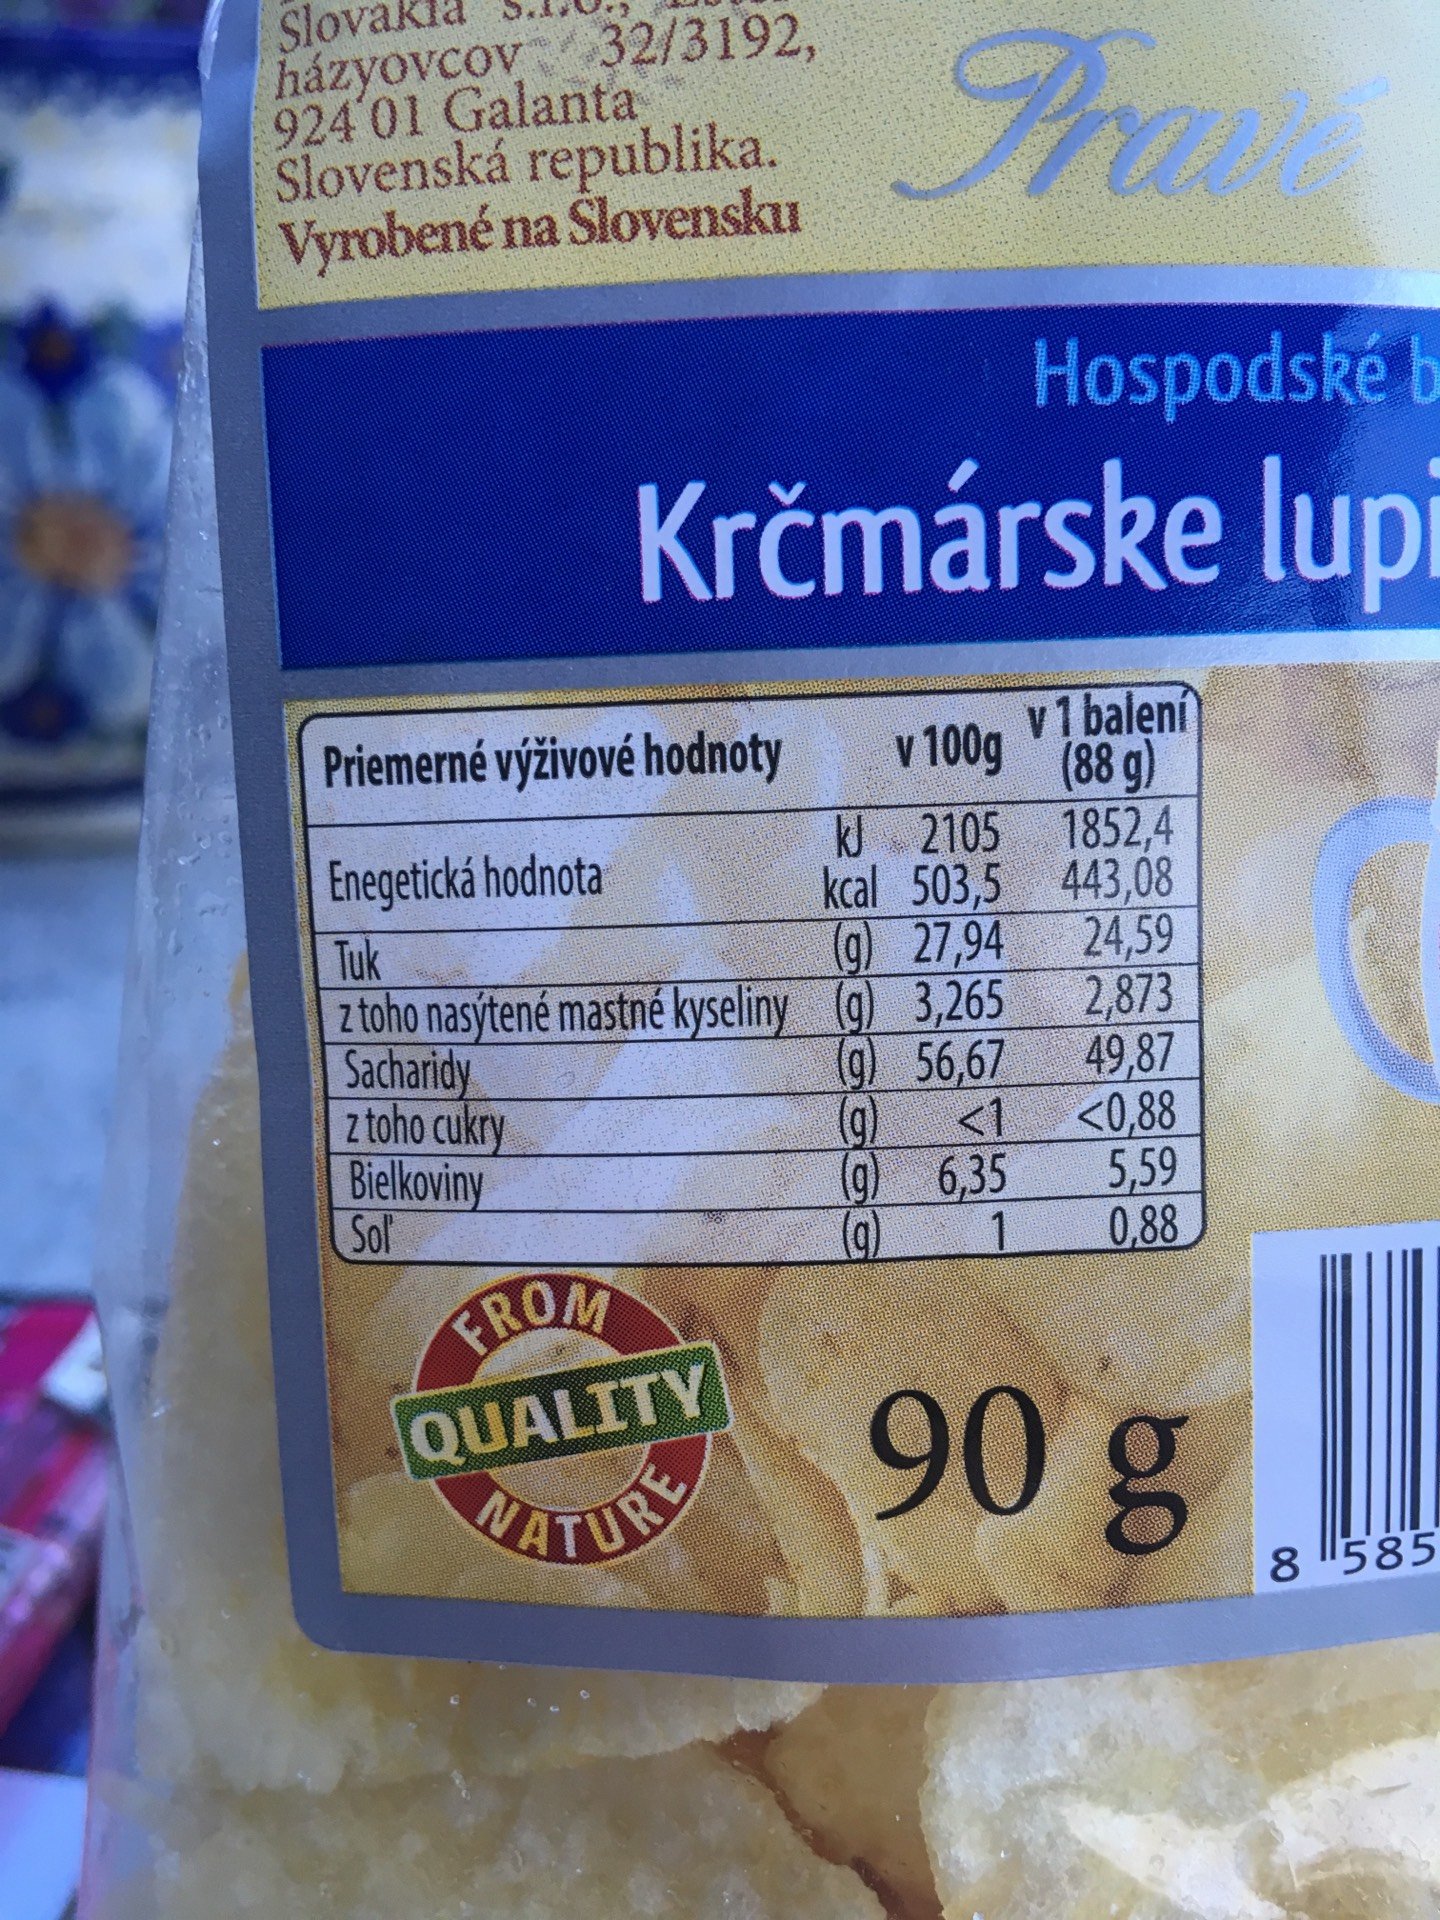 Slovakia s.r.o.,
házyovcov 32/3192,
924 01 Galanta
Slovenská republika.
Vyrobené na Slovensku
Pravé
Hospodské b
Krčmárske lupi
Priemerné výživové hodnoty v 100g v 1 balení (88 g)
Enegetická hodnota kJ 2105 1852,4
kcal 503,5 443,08
Tuk (g) 27,94 24,59
z toho nasýtené mastné kyseliny (g) 3,265 2,873
Sacharidy (g) 56,67 49,87
z toho cukry (g) <1 <0,88
Bielkoviny (g) 6,35 5,59
Soľ (g) 1 0,88
FROM
QUALITY
NATURE
90 g
8 585